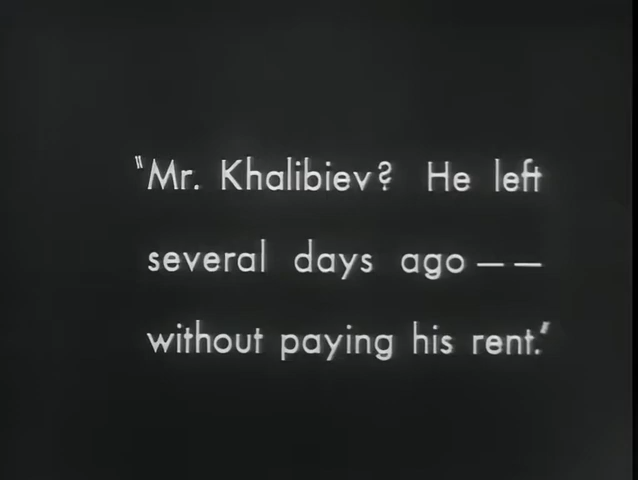 "Mr. Khalibiev? He left
several days ago — —
without paying his rent."